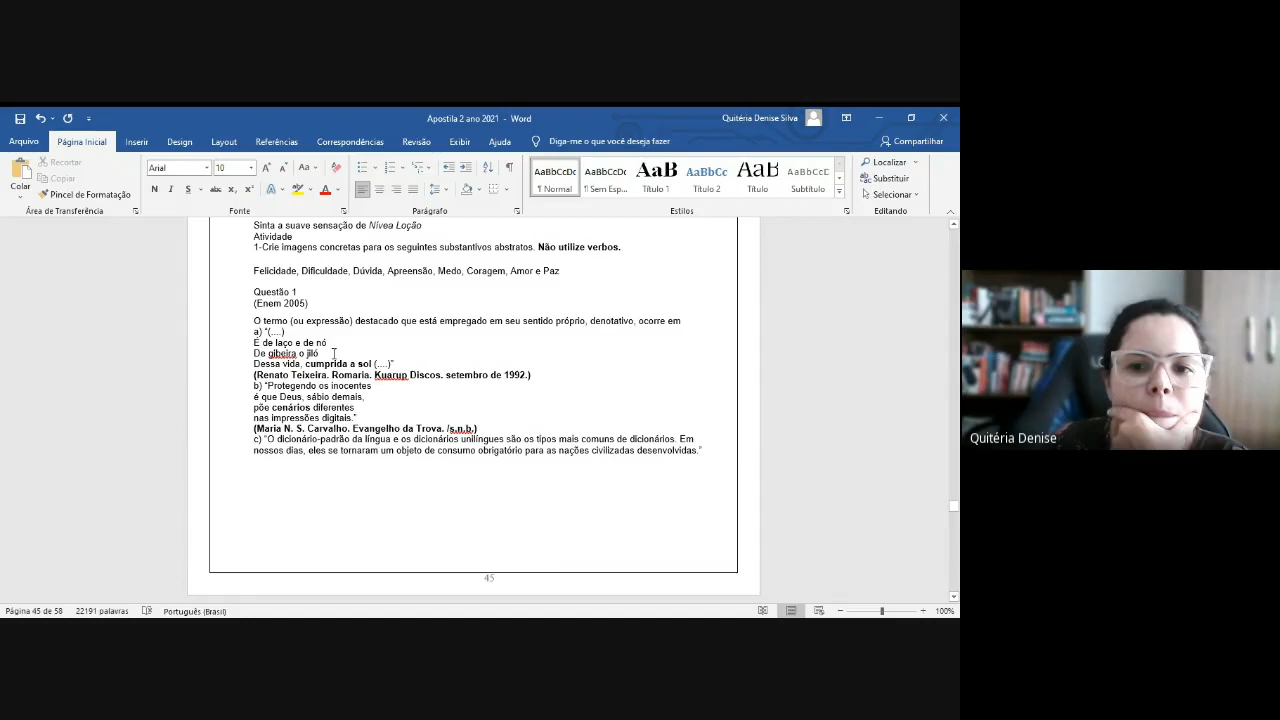 Apostila 2 ano 2021 - Word
Quitéria Denise Silva
Arquivo Página Inicial Inserir Design Layout Referências Correspondências Revisão Exibir Ajuda Diga-me o que você deseja fazer Compartilhar
Colar
Recortar
Copiar
Pincel de Formatação
Área de Transferência
Arial 10
Fonte
Parágrafo
AaBbCcDc AaBbCcDc AaB AaBbCc AaB AaBbCcD
¶ Normal ¶ Sem Esp... Título 1 Título 2 Título Subtítulo
Estilos
Localizar
Substituir
Selecionar
Editando
Sinta a suave sensação de Nívea Loção
Atividade
1-Crie imagens concretas para os seguintes substantivos abstratos. Não utilize verbos.
Felicidade, Dificuldade, Dúvida, Apreensão, Medo, Coragem, Amor e Paz
Questão 1
(Enem 2005)
O termo (ou expressão) destacado que está empregado em seu sentido próprio, denotativo, ocorre em
a) “(....)
É de laço e de nó
De gibeira o jiló
Dessa vida, cumprida a sol (....)”
(Renato Teixeira. Romaria. Kuarup Discos. setembro de 1992.)
b) “Protegendo os inocentes
é que Deus, sábio demais,
põe cenários diferentes
nas impressões digitais.”
(Maria N. S. Carvalho. Evangelho da Trova. /s.n.b.)
c) “O dicionário-padrão da língua e os dicionários unilíngues são os tipos mais comuns de dicionários. Em
nossos dias, eles se tornaram um objeto de consumo obrigatório para as nações civilizadas desenvolvidas.”
45
Página 45 de 58 22191 palavras Português (Brasil) 100%
Quitéria Denise